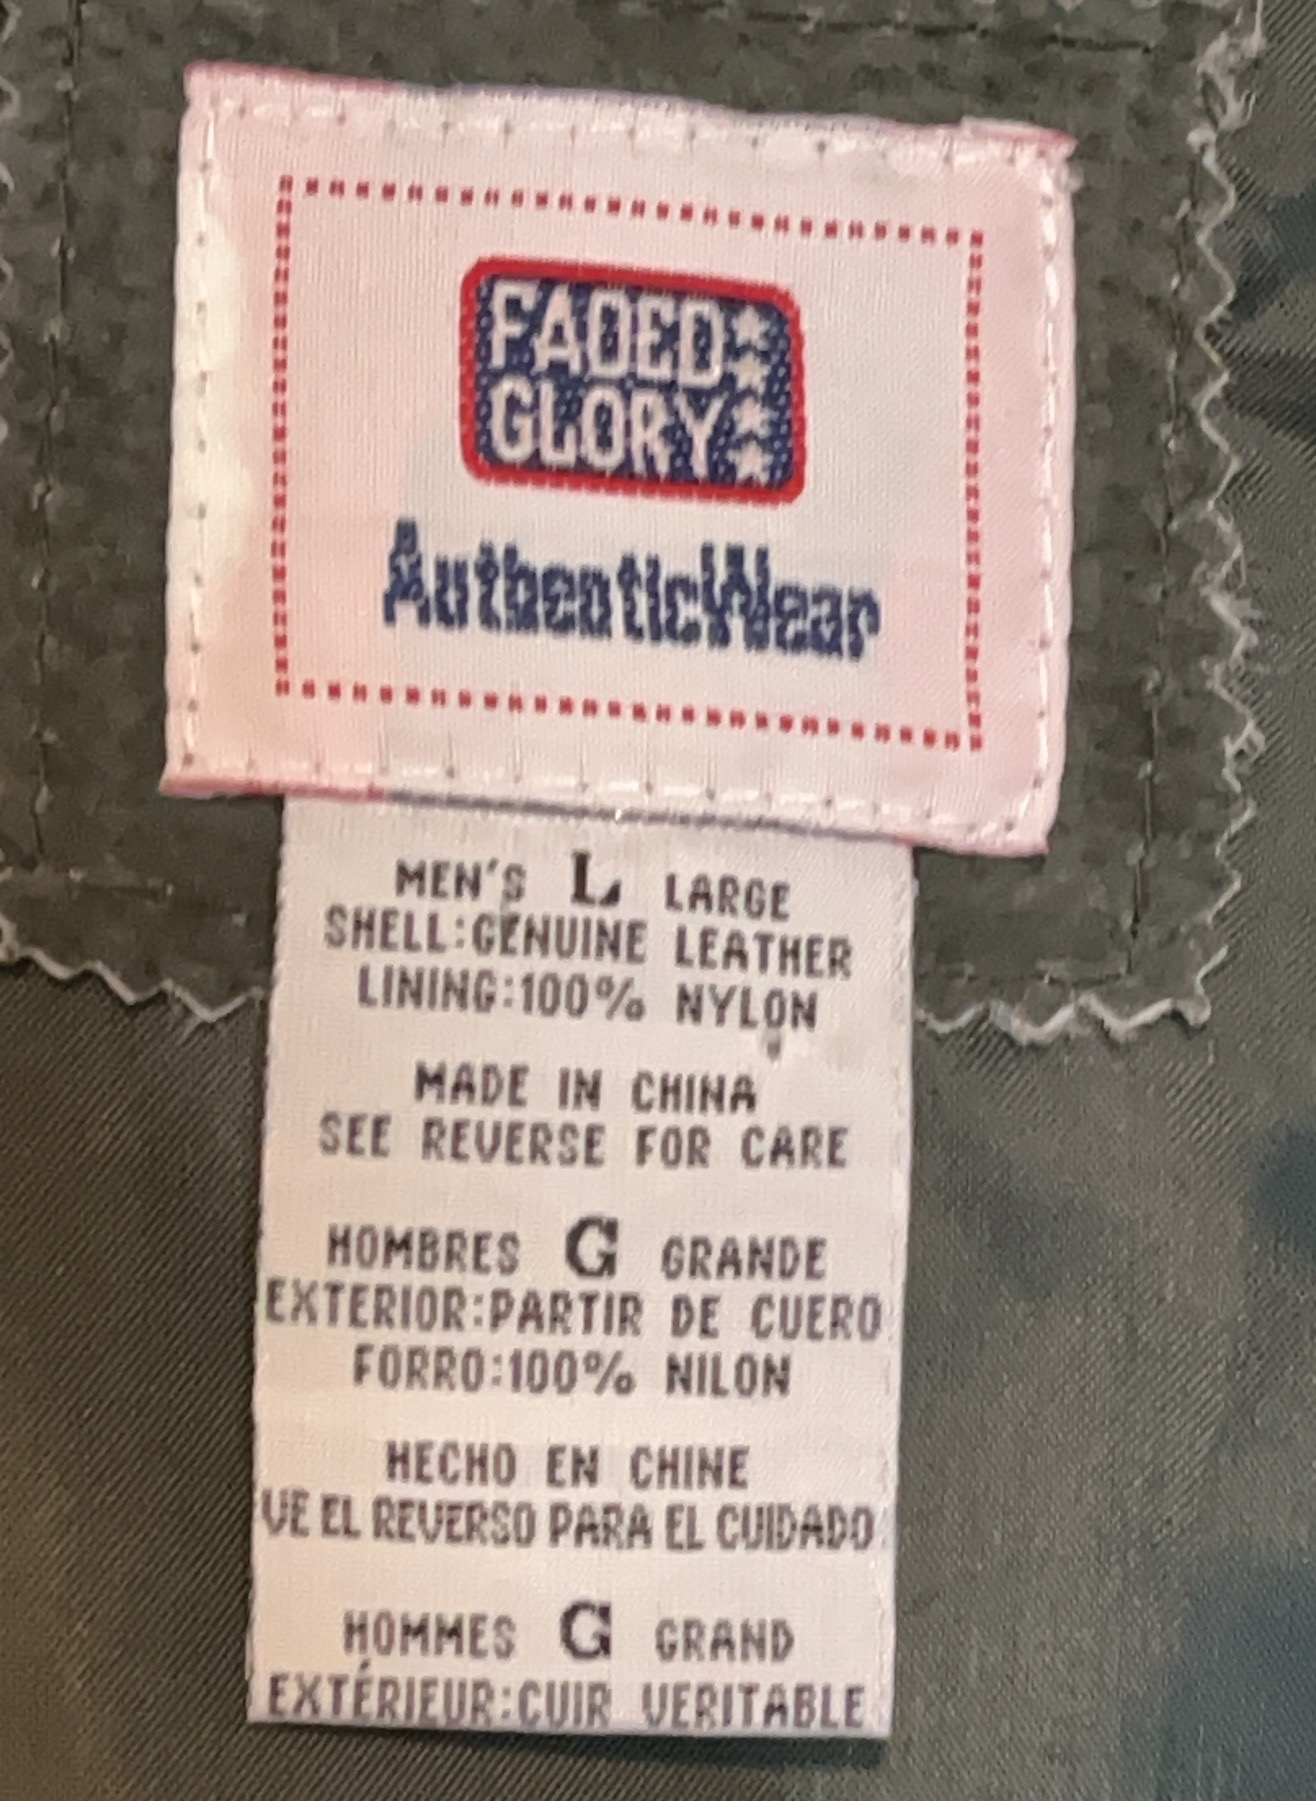 FADED
GLORY
AuthenticWear
MEN'S L LARGE
SHELL:GENUINE LEATHER
LINING:100% NYLON
MADE IN CHINA
SEE REVERSE FOR CARE
HOMBRES G GRANDE
EXTERIOR:PARTIR DE CUERO
FORRO:100% NILON
HECHO EN CHINE
VE EL REVERSO PARA EL CUIDADO
HOMMES G GRAND
EXTÉRIEUR:CUIR VERITABLE